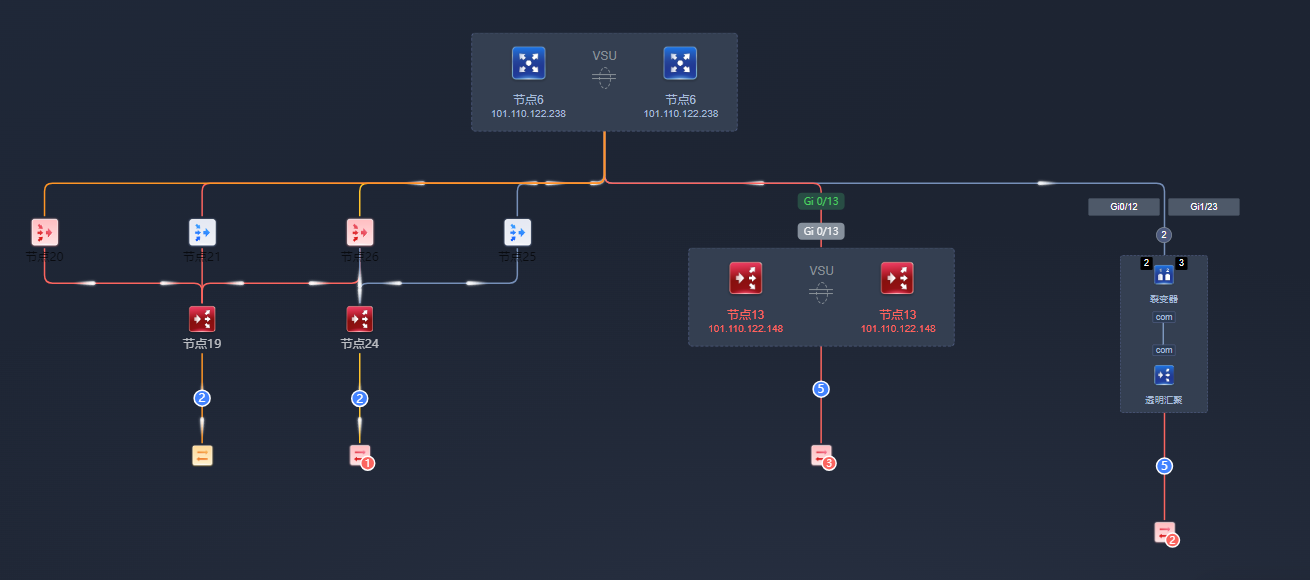 VSU
节点6
节点6
101.110.122.238
101.110.122.238
Gi 0/13
Gi0/12
Gi1/23
Gi 0/13
2
节点20
节点21
节点26
节点25
2
3
VSU
裂变器
节点13
节点13
com
101.110.122.148
101.110.122.148
节点19
节点24
com
5
2
2
透明汇聚
1
3
5
2